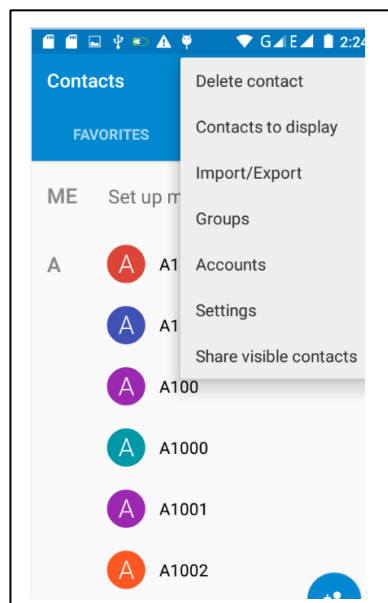 G E 2:24
Contacts
Delete contact
FAVORITES
Contacts to display
Import/Export
ME Set up m
Groups
A A A1
Accounts
Settings
A A1
Share visible contacts
A A100
A A1000
A A1001
A A1002